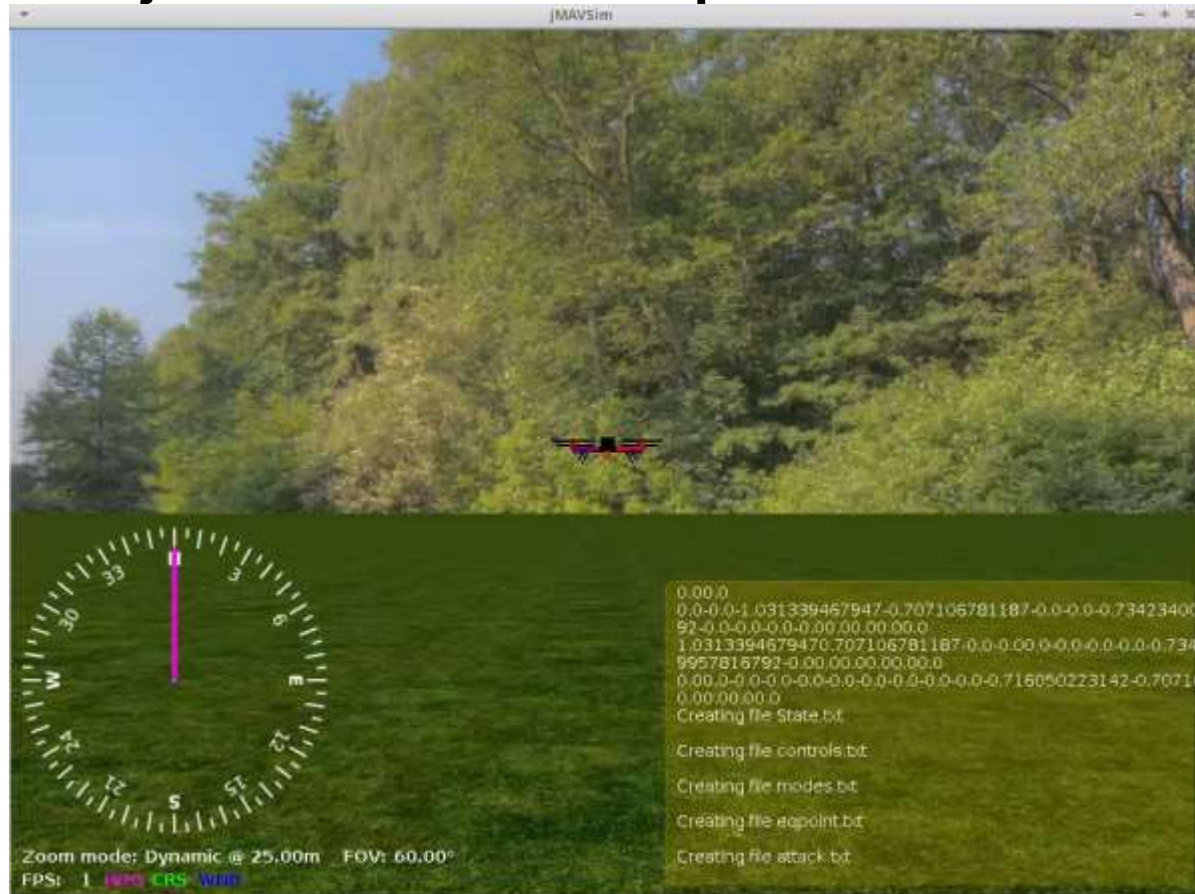 jMAVSim
N
33
3
30
6
W
E
24
12
21
15
S
0.00.0
0.0-0.0-1.031339467947-0.707106781187-0.0-0.0-0.73423400
92-0.0-0.0-0.0-0.00.00.00.00.0
1.0313394679470.707106781187-0.0-0.00.0-0.0-0.0-0.0-0.734
9957816792-0.00.00.00.00.00.0
0.00.0-0.0-0.0-0.0-0.0-0.0-0.0-0.0-0.0-0.716050223142-0.7071
0.00.00.00.0
Creating file State.txt
Creating file controls.txt
Creating file modes.txt
Creating file eqpoint.txt
Creating file attack.txt
Zoom mode: Dynamic @ 25.00m FOV: 60.00°
FPS: 1 CRS WND